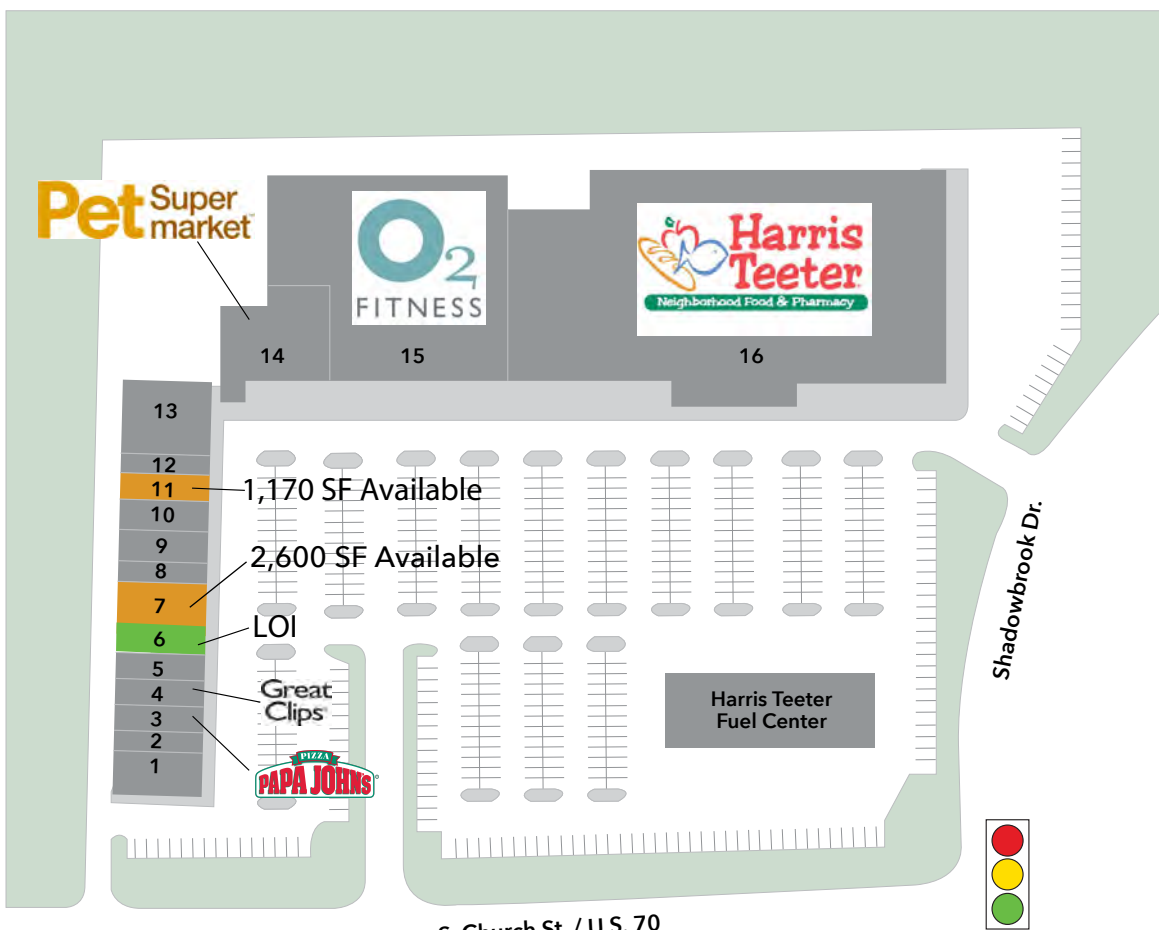 Pet Super
market
O2
FITNESS
Harris
Teeter
Neighborhood Food & Pharmacy
14
15
16
13
12
11
1,170 SF Available
10
9
2,600 SF Available
8
7
6
LOI
5
4
Great
Clips
3
2
1
PIZZA
PAPA JOHNS
Harris Teeter
Fuel Center
Shadowbrook Dr.
S. Church St. / U.S. 70